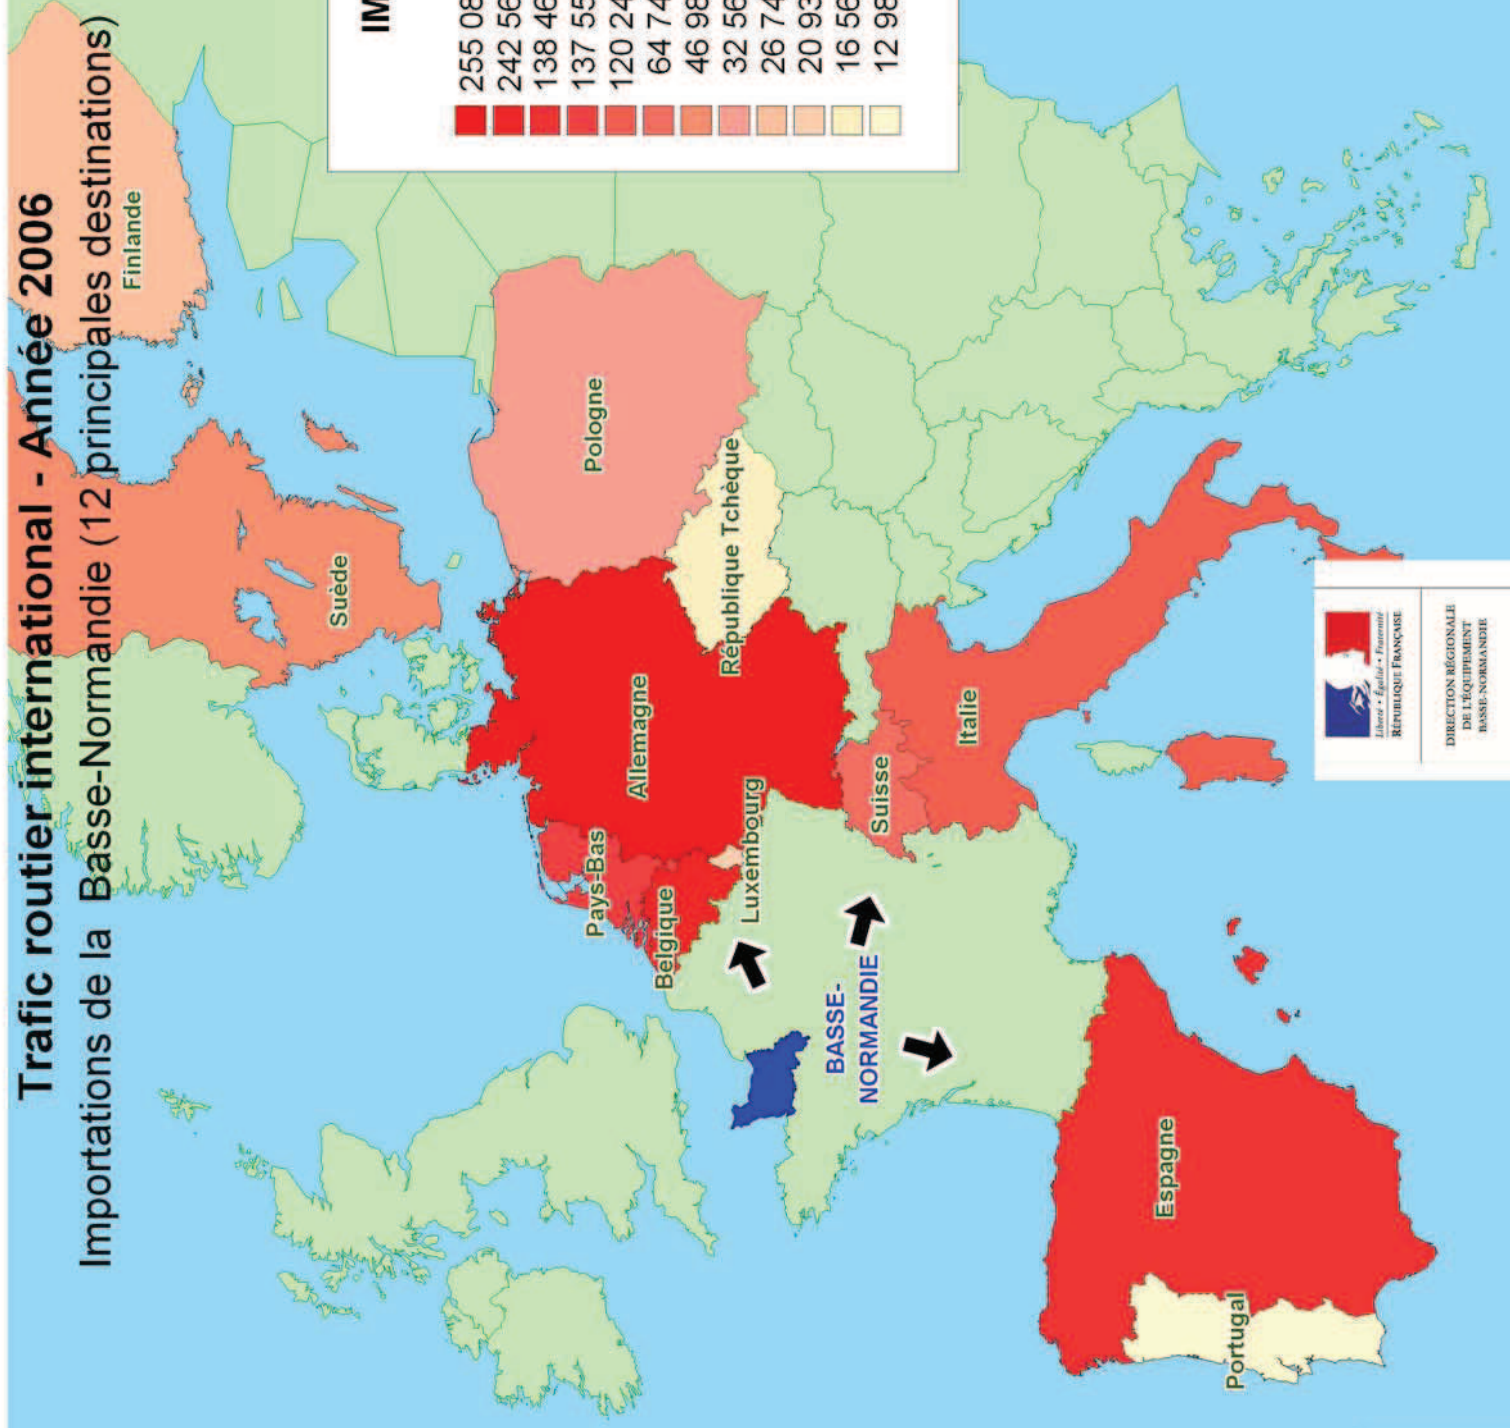 Trafic routier international - Année 2006
Importations de la Basse-Normandie (12 principales destinations)
IM
255 08
242 56
138 46
137 55
120 24
64 74
46 98
32 56
26 74
20 93
16 56
12 98
Finlande
Suède
Pologne
République Tchèque
Allemagne
Pays-Bas
Belgique
Luxembourg
Suisse
Italie
BASSE-
NORMANDIE
Espagne
Portugal
Liberté • Égalité • Fraternité
RÉPUBLIQUE FRANÇAISE
DIRECTION RÉGIONALE
DE L'ÉQUIPEMENT
BASSE-NORMANDIE